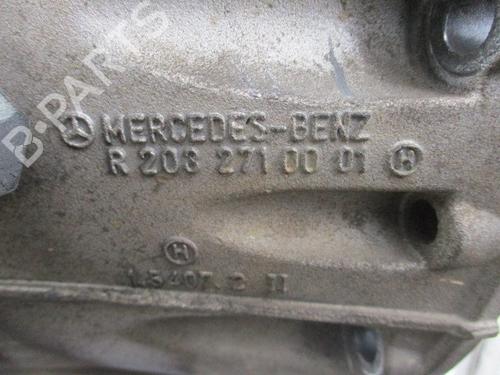 B-PARTS
MERCEDES-BENZ
R 203 271 00 01 H
H